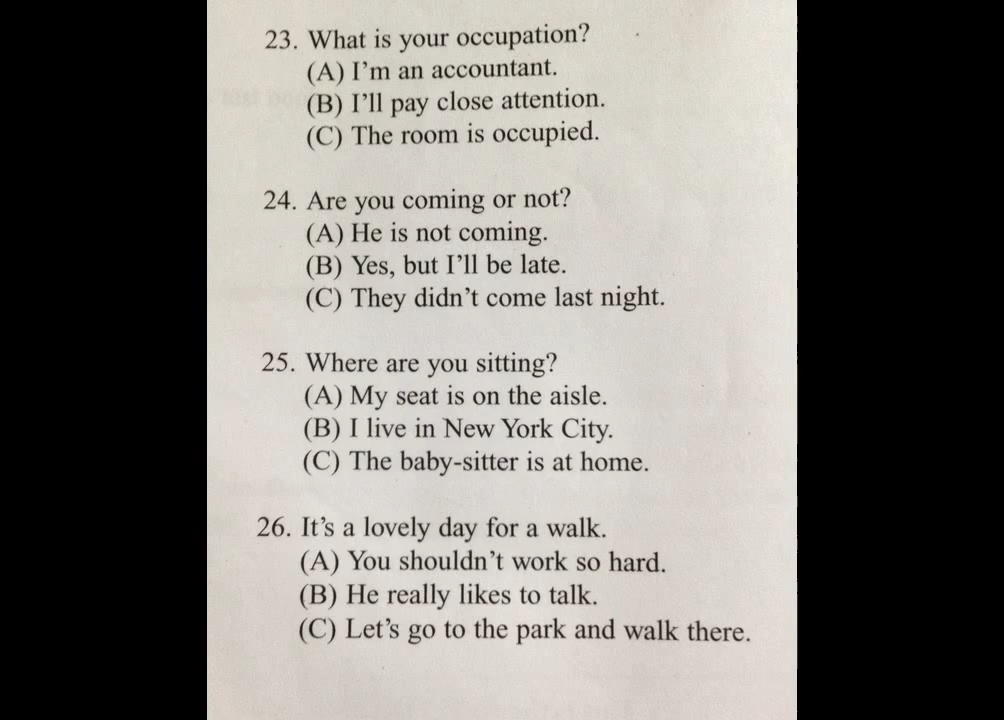 23. What is your occupation?
(A) I'm an accountant.
(B) I'll pay close attention.
(C) The room is occupied.
24. Are you coming or not?
(A) He is not coming.
(B) Yes, but I'll be late.
(C) They didn't come last night.
25. Where are you sitting?
(A) My seat is on the aisle.
(B) I live in New York City.
(C) The baby-sitter is at home.
26. It's a lovely day for a walk.
(A) You shouldn't work so hard.
(B) He really likes to talk.
(C) Let's go to the park and walk there.